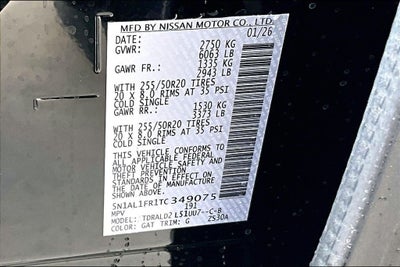 MFD BY NISSAN MOTOR CO., LTD.
DATE: 01/26
GVWR: 2750 KG
6063 LB
GAWR FR.: 1335 KG
2943 LB
WITH 255/50R20 TIRES
20 X 8.0 RIMS AT 35 PSI
COLD SINGLE
GAWR RR.: 1530 KG
3373 LB
WITH 255/50R20 TIRES
20 X 8.0 RIMS AT 35 PSI
COLD SINGLE
THIS VEHICLE CONFORMS TO
ALL APPLICABLE FEDERAL
MOTOR VEHICLE SAFETY AND
THEFT PREVENTION
STANDARDS IN EFFECT ON
THE DATE OF MANUFACTURE
SHOWN ABOVE.
5N1AL1FR1TC349075
MPV 191
MODEL: TDRALD2 L51UU7--C-B
COLOR: GAT TRIM: G 2530A